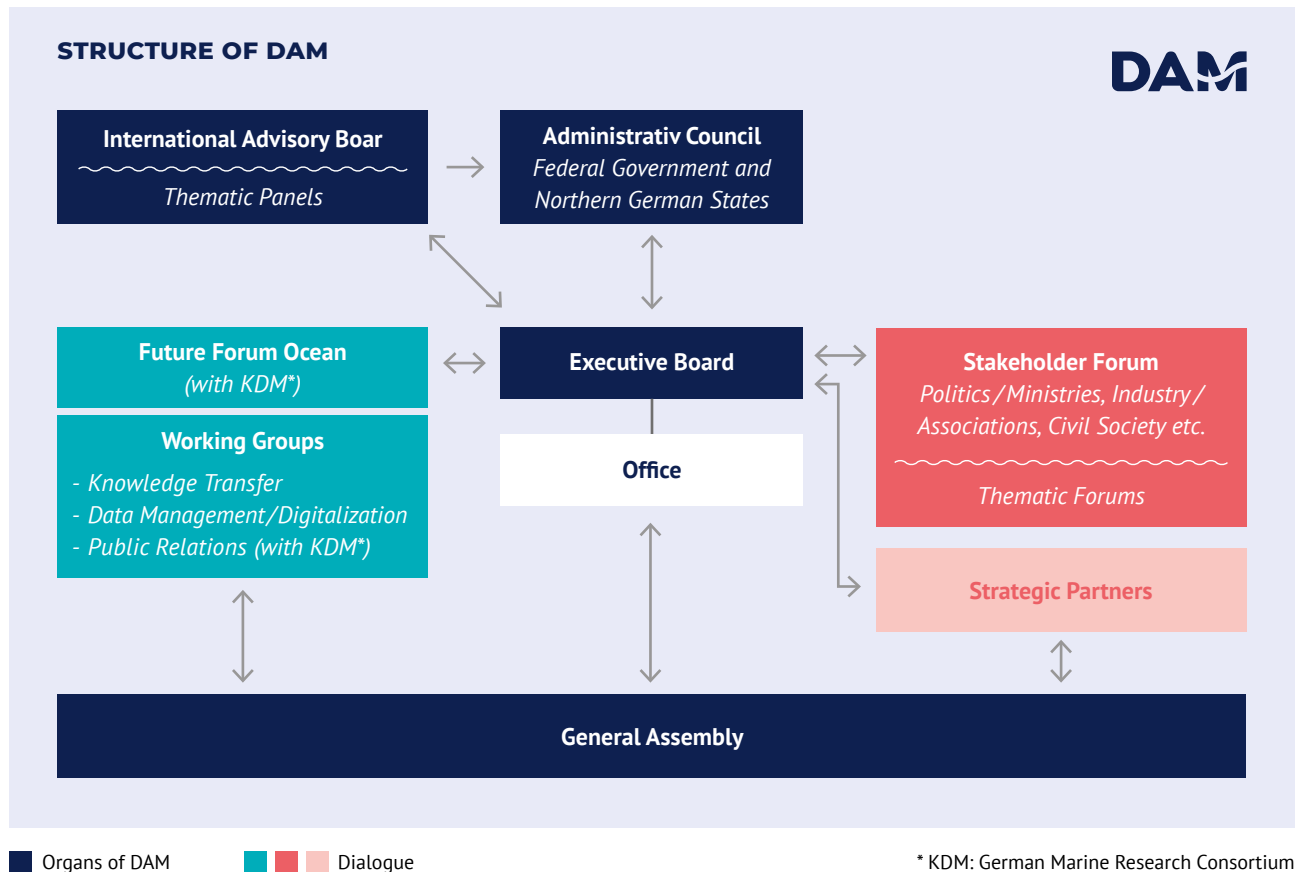 STRUCTURE OF DAM
DAM
International Advisory Boar
Thematic Panels
Administrativ Council
Federal Government and
Northern German States
Future Forum Ocean
(with KDM*)
Working Groups
- Knowledge Transfer
- Data Management/Digitalization
- Public Relations (with KDM*)
Executive Board
Office
Stakeholder Forum
Politics/Ministries, Industry/
Associations, Civil Society etc.
Thematic Forums
Strategic Partners
General Assembly
Organs of DAM
Dialogue
* KDM: German Marine Research Consortium